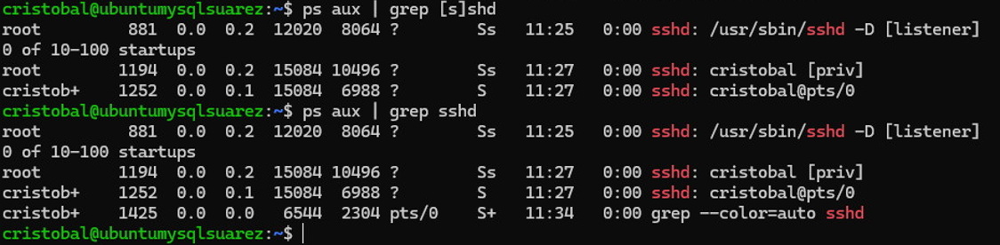 cristobal@ubuntumysqlsuarez:~$ ps aux | grep [s]shd
root         881  0.0  0.2  12020  8064 ?        Ss   11:25   0:00 sshd: /usr/sbin/sshd -D [listener]
0 of 10-100 startups
root        1194  0.0  0.2  15084 10496 ?        Ss   11:27   0:00 sshd: cristobal [priv]
cristob+    1252  0.0  0.1  15084  6988 ?        S    11:27   0:00 sshd: cristobal@pts/0
cristobal@ubuntumysqlsuarez:~$ ps aux | grep sshd
root         881  0.0  0.2  12020  8064 ?        Ss   11:25   0:00 sshd: /usr/sbin/sshd -D [listener]
0 of 10-100 startups
root        1194  0.0  0.2  15084 10496 ?        Ss   11:27   0:00 sshd: cristobal [priv]
cristob+    1252  0.0  0.1  15084  6988 ?        S    11:27   0:00 sshd: cristobal@pts/0
cristob+    1425  0.0  0.0   6544  2304 pts/0    S+   11:34   0:00 grep --color=auto sshd
cristobal@ubuntumysqlsuarez:~$